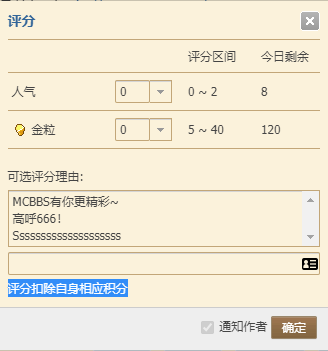 评分
评分区间 今日剩余
人气 0 0 ~ 2 8
金粒 0 5 ~ 40 120
可选评分理由:
MCBBS有你更精彩~
高呼666!
Ssssssssssssssssssss
评分扣除自身相应积分
通知作者 确定